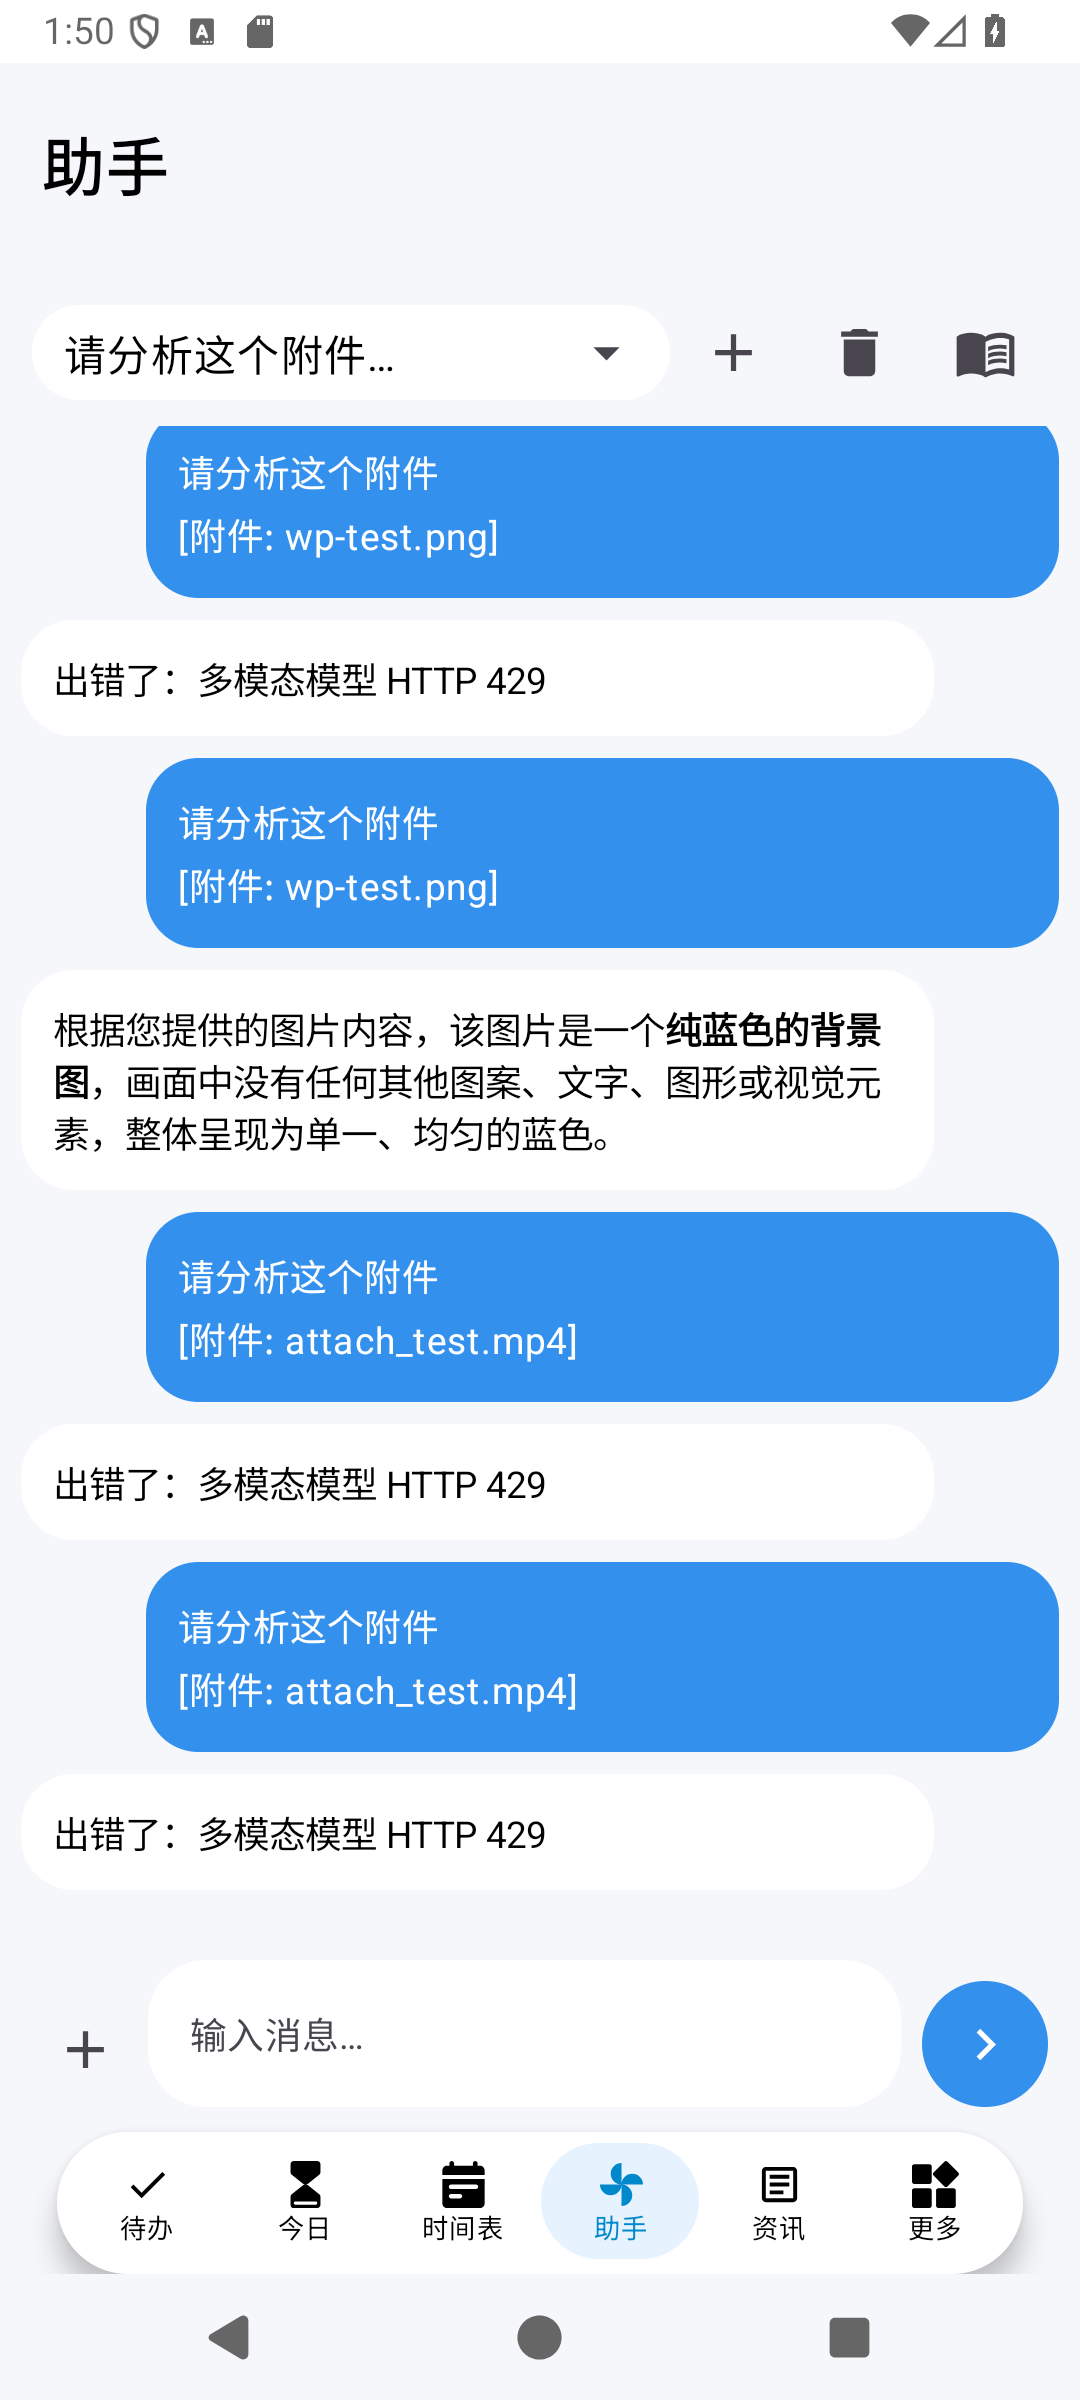 1:50
助手
请分析这个附件...
请分析这个附件
[附件: wp-test.png]
出错了：多模态模型 HTTP 429
请分析这个附件
[附件: wp-test.png]
根据您提供的图片内容，该图片是一个纯蓝色的背景
图，画面中没有任何其他图案、文字、图形或视觉元
素，整体呈现为单一、均匀的蓝色。
请分析这个附件
[附件: attach_test.mp4]
出错了：多模态模型 HTTP 429
请分析这个附件
[附件: attach_test.mp4]
出错了：多模态模型 HTTP 429
输入消息...
待办 今日 时间表 助手 资讯 更多